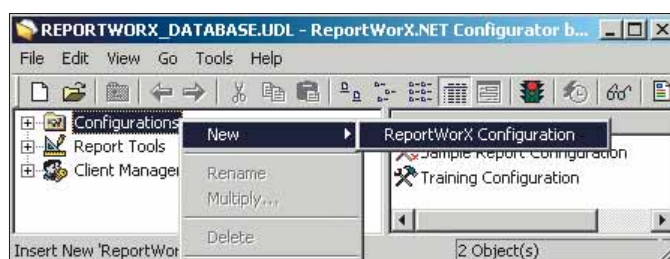 REPORTWORX_DATABASE.UDL - ReportWorX.NET Configurator b...
File Edit View Go Tools Help
Configurations
New
ReportWorX Configuration
Report Tools
Sample Report Configuration
Client Manager
Rename
Training Configuration
Multiply...
Delete
Insert New 'ReportWor
2 Object(s)